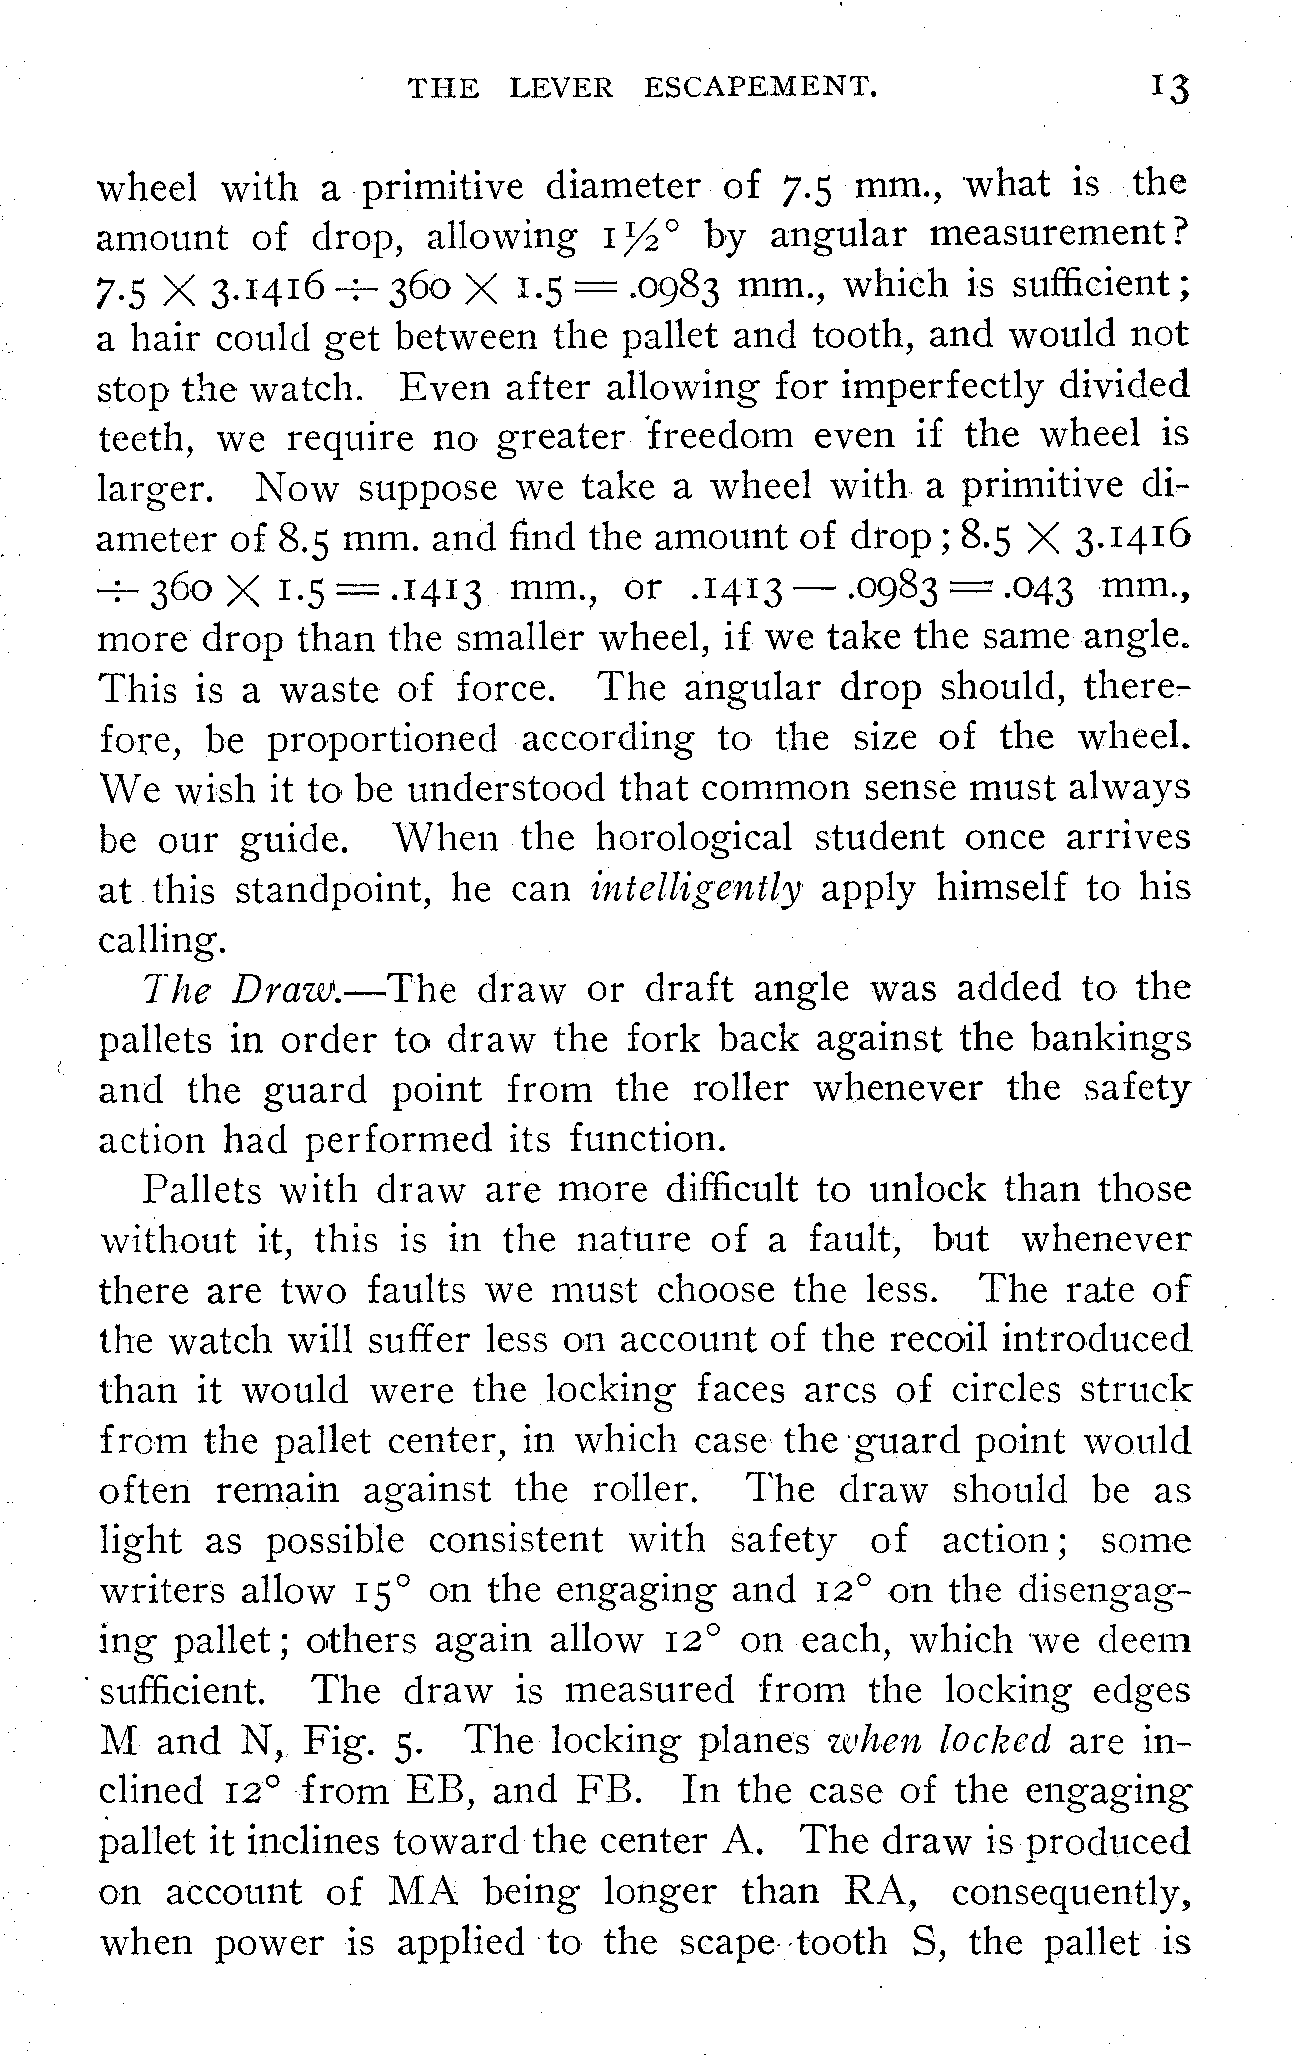 THE LEVER ESCAPEMENT. 13
wheel with a primitive diameter of 7.5 mm., what is the
amount of drop, allowing 1½° by angular measurement?
7.5 × 3.1416 ÷ 360 × 1.5 = .0983 mm., which is sufficient;
a hair could get between the pallet and tooth, and would not
stop the watch. Even after allowing for imperfectly divided
teeth, we require no greater freedom even if the wheel is
larger. Now suppose we take a wheel with a primitive di-
ameter of 8.5 mm. and find the amount of drop; 8.5 × 3.1416
÷ 360 × 1.5 = .1413 mm., or .1413 — .0983 = .043 mm.,
more drop than the smaller wheel, if we take the same angle.
This is a waste of force. The angular drop should, there-
fore, be proportioned according to the size of the wheel.
We wish it to be understood that common sense must always
be our guide. When the horological student once arrives
at this standpoint, he can intelligently apply himself to his
calling.
The Draw.—The draw or draft angle was added to the
pallets in order to draw the fork back against the bankings
and the guard point from the roller whenever the safety
action had performed its function.
Pallets with draw are more difficult to unlock than those
without it, this is in the nature of a fault, but whenever
there are two faults we must choose the less. The rate of
the watch will suffer less on account of the recoil introduced
than it would were the locking faces arcs of circles struck
from the pallet center, in which case the guard point would
often remain against the roller. The draw should be as
light as possible consistent with safety of action; some
writers allow 15° on the engaging and 12° on the disengag-
ing pallet; others again allow 12° on each, which we deem
sufficient. The draw is measured from the locking edges
M and N, Fig. 5. The locking planes when locked are in-
clined 12° from EB, and FB. In the case of the engaging
pallet it inclines toward the center A. The draw is produced
on account of MA being longer than RA, consequently,
when power is applied to the scape tooth S, the pallet is